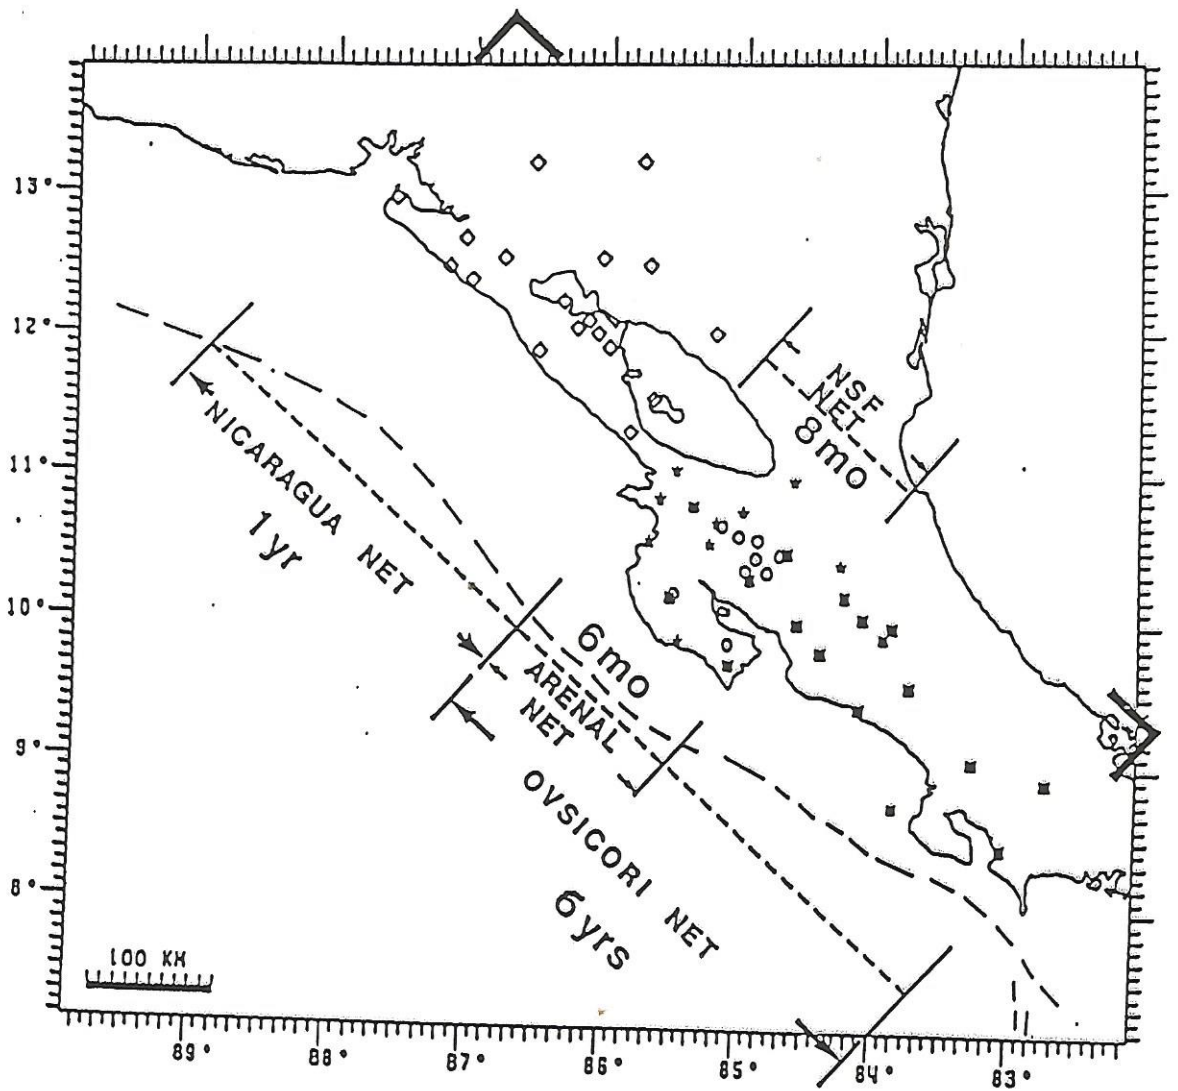 13°
12°
11°
10°
9°
8°
NSF
NET
8mo
NICARAGUA NET
1yr
6mo
ARENAL
NET
OVSICORI NET
6yrs
100 KM
89° 88° 87° 86° 85° 84° 83°